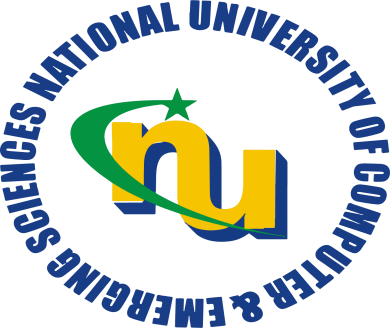 NATIONAL UNIVERSITY OF COMPUTER & EMERGING SCIENCES
nu